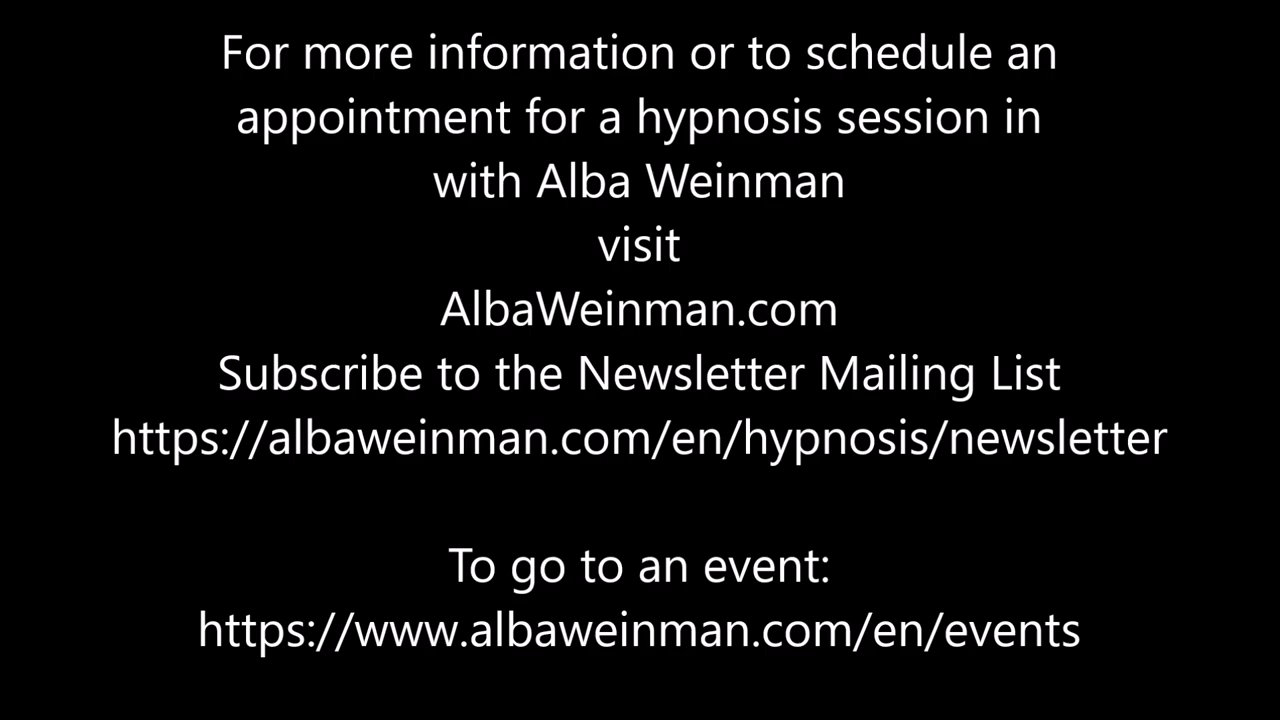 For more information or to schedule an
appointment for a hypnosis session in
with Alba Weinman
visit
AlbaWeinman.com
Subscribe to the Newsletter Mailing List
https://albaweinman.com/en/hypnosis/newsletter
To go to an event:
https://www.albaweinman.com/en/events